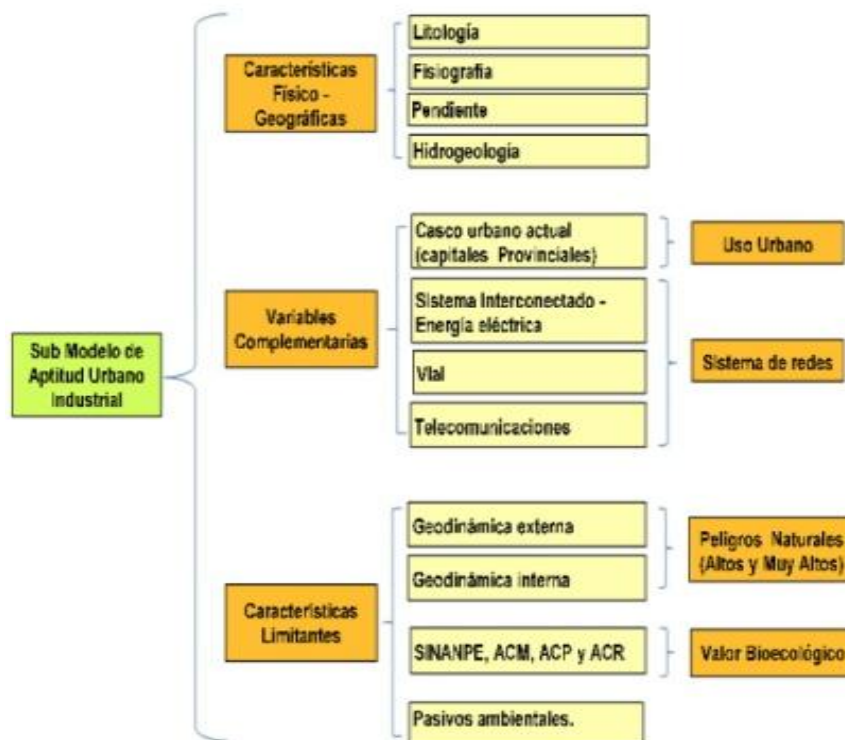 Sub Modelo de
Aptitud Urbano
Industrial
Características
Físico -
Geográficas
Litología
Fisiografia
Pendiente
Hidrogeología
Variables
Complementarias
Casco urbano actual
(capitales Provinciales)
Uso Urbano
Sistema Interconectado -
Energía eléctrica
Vial
Telecomunicaciones
Sistema de redes
Características
Limitantes
Geodinámica externa
Geodinámica interna
Peligros Naturales
(Altos y Muy Altos)
SINANPE, ACM, ACP y ACR
Valor Bioecológico
Pasivos ambientales.